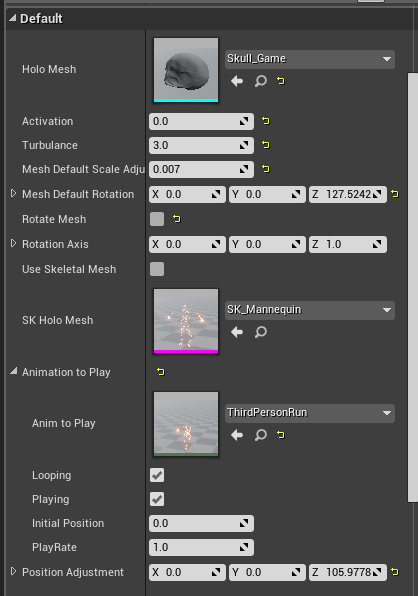 Default
Holo Mesh
Skull_Game
Activation 0.0
Turbulance 3.0
Mesh Default Scale Adju 0.007
Mesh Default Rotation X 0.0 Y 0.0 Z 127.5242
Rotate Mesh
Rotation Axis X 0.0 Y 0.0 Z 1.0
Use Skeletal Mesh
SK Holo Mesh
SK_Mannequin
Animation to Play
Anim to Play
ThirdPersonRun
Looping
Playing
Initial Position 0.0
PlayRate 1.0
Position Adjustment X 0.0 Y 0.0 Z 105.9778